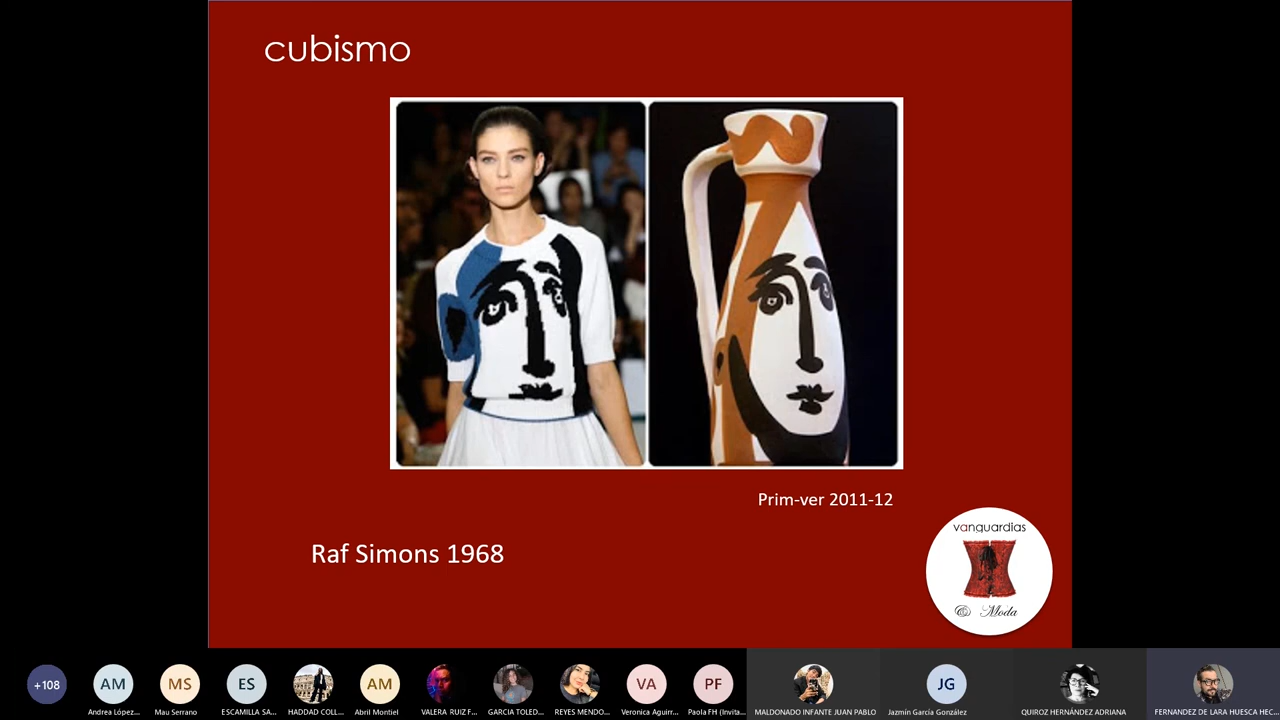 cubismo
Prim-ver 2011-12
Raf Simons 1968
vanguardias
& Moda
+108
AM
MS
ES
AM
VA
PF
JG
Andrea López...
Mau Serrano
ESCAMILLA SA...
HADDAD COLL...
Abril Montiel
VALERA RUIZ F...
GARCIA TOLED...
REYES MENDO...
Veronica Aguirr...
Paola FH (Invita...
MALDONADO INFANTE JUAN PABLO
Jazmín García González
QUIROZ HERNÁNDEZ ADRIANA
FERNANDEZ DE LARA HUESCA HEC...